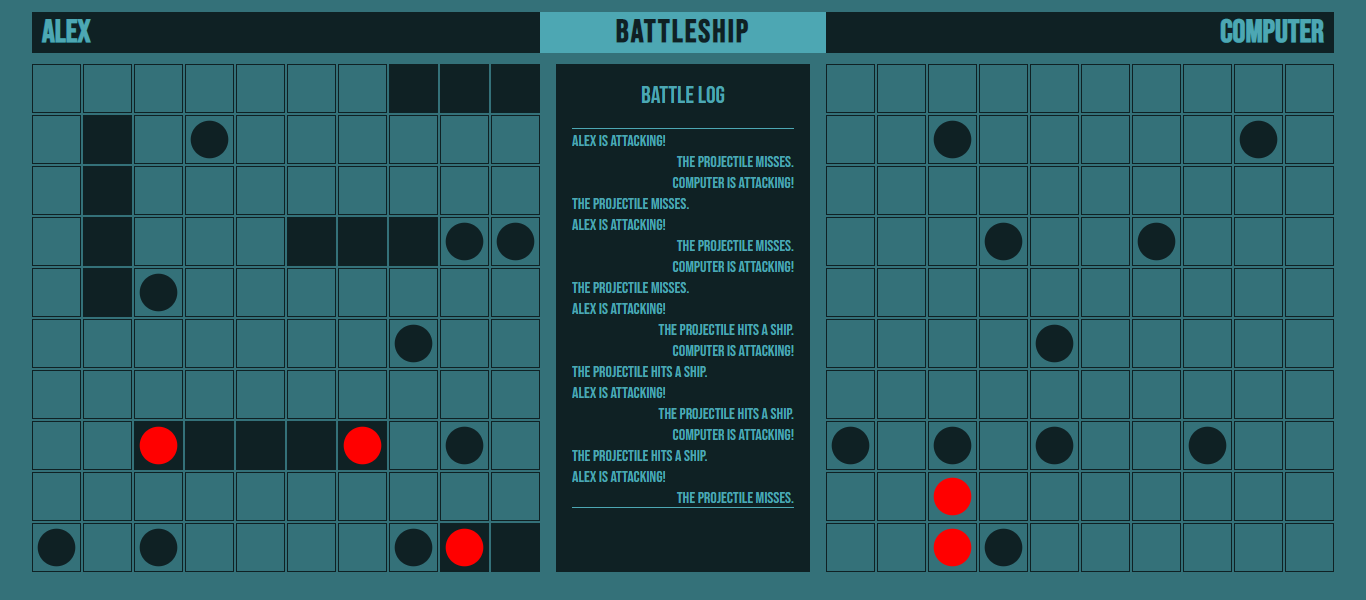 ALEX
BATTLESHIP
COMPUTER
BATTLE LOG
ALEX IS ATTACKING!
THE PROJECTILE MISSES.
COMPUTER IS ATTACKING!
THE PROJECTILE MISSES.
ALEX IS ATTACKING!
THE PROJECTILE MISSES.
COMPUTER IS ATTACKING!
THE PROJECTILE MISSES.
ALEX IS ATTACKING!
THE PROJECTILE HITS A SHIP.
COMPUTER IS ATTACKING!
THE PROJECTILE HITS A SHIP.
ALEX IS ATTACKING!
THE PROJECTILE HITS A SHIP.
COMPUTER IS ATTACKING!
THE PROJECTILE HITS A SHIP.
ALEX IS ATTACKING!
THE PROJECTILE MISSES.